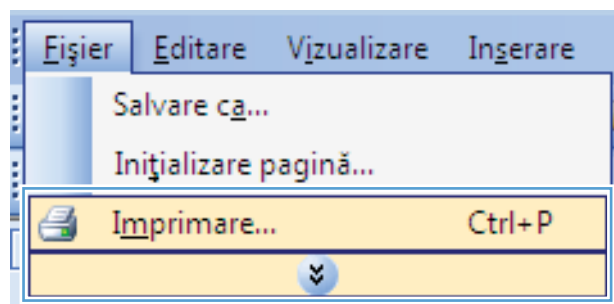 Fişier Editare Vizualizare Inserare
Salvare ca...
Iniţializare pagină...
Imprimare... Ctrl+P